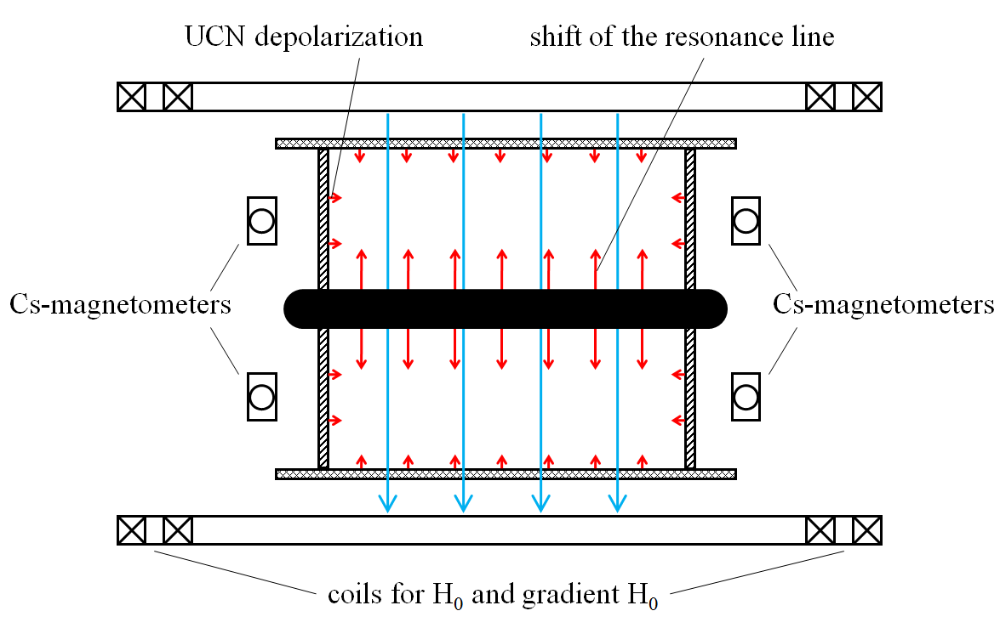 UCN depolarization
shift of the resonance line
Cs-magnetometers
Cs-magnetometers
coils for H₀ and gradient H₀